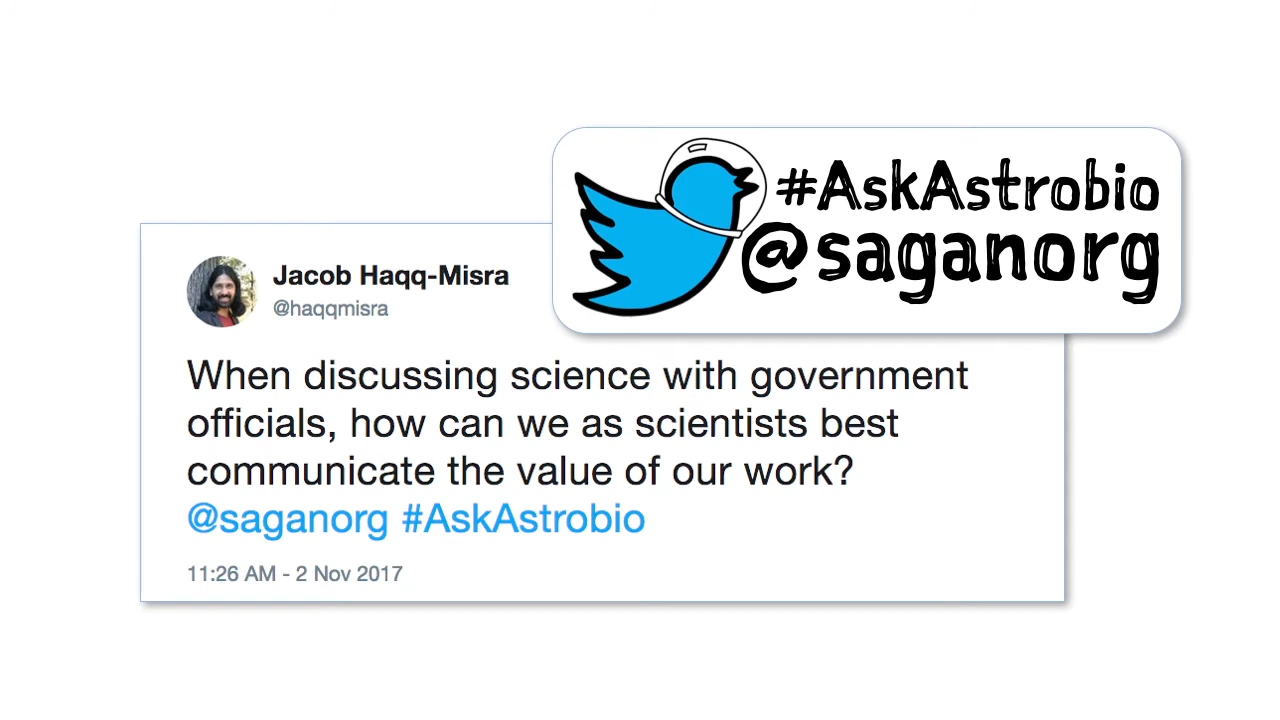 #AskAstrobio
@saganorg
Jacob Haqq-Misra
@haqqmisra
When discussing science with government
officials, how can we as scientists best
communicate the value of our work?
@saganorg #AskAstrobio
11:26 AM - 2 Nov 2017